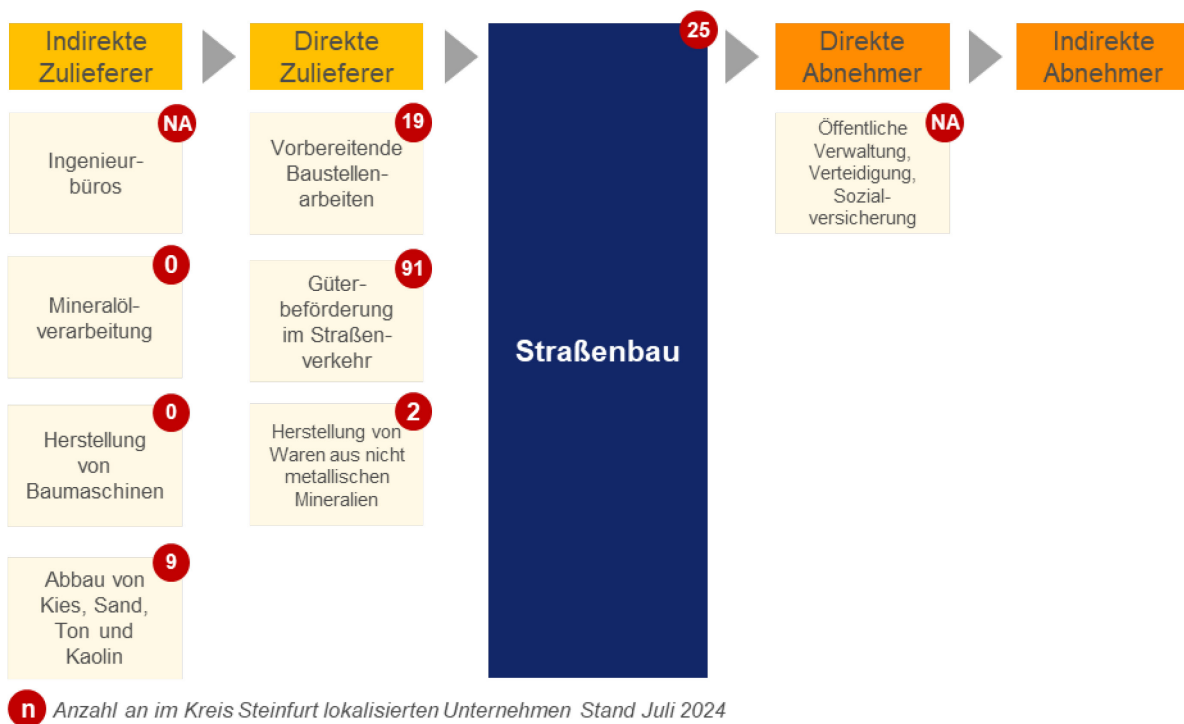 Indirekte
Zulieferer
Direkte
Zulieferer
25
Direkte
Abnehmer
Indirekte
Abnehmer
NA
Ingenieur-
büros
0
Mineralöl-
verarbeitung
0
Herstellung
von
Baumaschinen
9
Abbau von
Kies, Sand,
Ton und
Kaolin
19
Vorbereitende
Baustellen-
arbeiten
91
Güter-
beförderung
im Straßen-
verkehr
2
Herstellung von
Waren aus nicht
metallischen
Mineralien
Straßenbau
NA
Öffentliche
Verwaltung,
Verteidigung,
Sozial-
versicherung
n Anzahl an im Kreis Steinfurt lokalisierten Unternehmen Stand Juli 2024